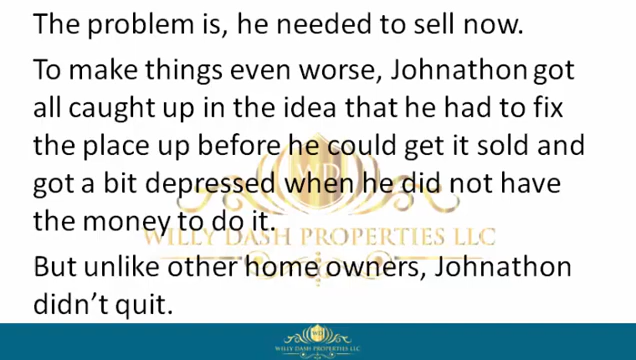 The problem is, he needed to sell now.
To make things even worse, Johnathon got
all caught up in the idea that he had to fix
the place up before he could get it sold and
got a bit depressed when he did not have
the money to do it.
WILLY DASH PROPERTIES LLC
But unlike other home owners, Johnathon
didn’t quit.
WILLY DASH PROPERTIES LLC